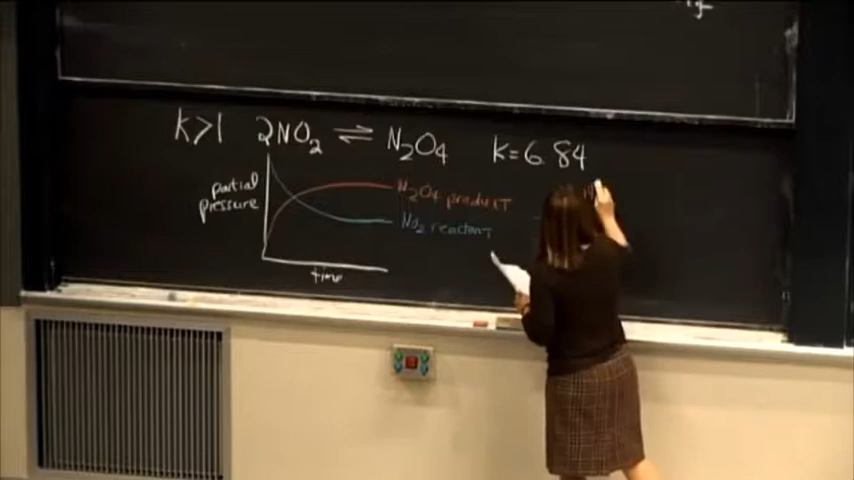 K>1 2NO₂ ⇌ N₂O₄ K=6.84
partial
pressure
N₂O₄ product
No₂ reactant
time